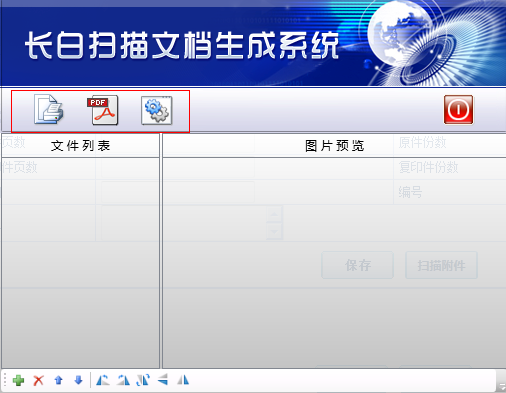 长白扫描文档生成系统
PDF
文件列表
图片预览
页数
原件份数
件页数
复印件份数
编号
保存
扫描附件